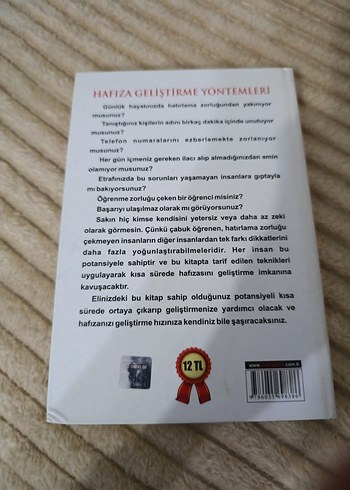 HAFIZA GELİŞTİRME YÖNTEMLERİ
Günlük hayatınızda hatırlama zorluğundan yakınıyor
musunuz?
Tanıştığınız kişilerin adını birkaç dakika içinde unutuyor
musunuz?
Telefon numaralarını ezberlemekte zorlanıyor
musunuz?
Her gün içmeniz gereken ilacı alıp almadığınızdan emin
olamıyor musunuz?
Etrafınızda bu sorunları yaşamayan insanlara gıptayla
mı bakıyorsunuz?
Öğrenme zorluğu çeken bir öğrenci misiniz?
Başarıyı ulaşılmaz olarak mı görüyorsunuz?
Sakın hiç kimse kendisini yetersiz veya daha az zeki
olarak görmesin. Çünkü çabuk öğrenen, hatırlama zorluğu
çekmeyen insanların diğer insanlardan tek farkı dikkatlerini
daha fazla yoğunlaştırabilmeleridir. Her insan bu
potansiyele sahiptir ve bu kitapta tarif edilen teknikleri
uygulayarak kısa sürede hafızasını geliştirme imkanına
kavuşacaktır.
Elinizdeki bu kitap sahip olduğunuz potansiyeli kısa
sürede ortaya çıkarıp geliştirmenize yardımcı olacak ve
hafızanızı geliştirme hızınıza kendiniz bile şaşıracaksınız.
12 TL